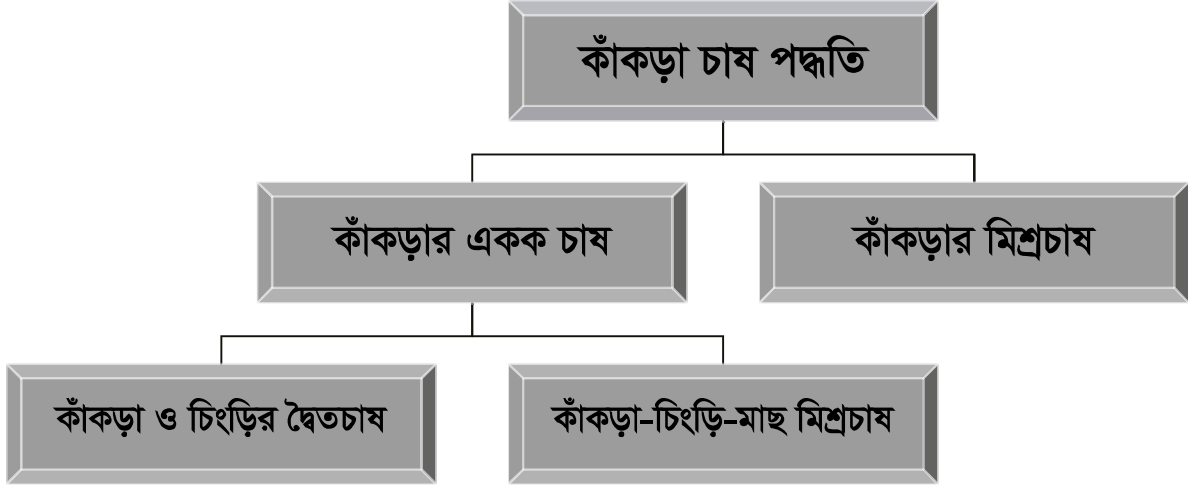 কাঁকড়া চাষ পদ্ধতি
কাঁকড়ার একক চাষ
কাঁকড়ার মিশ্রচাষ
কাঁকড়া ও চিংড়ির দ্বৈতচাষ
কাঁকড়া-চিংড়ি-মাছ মিশ্রচাষ